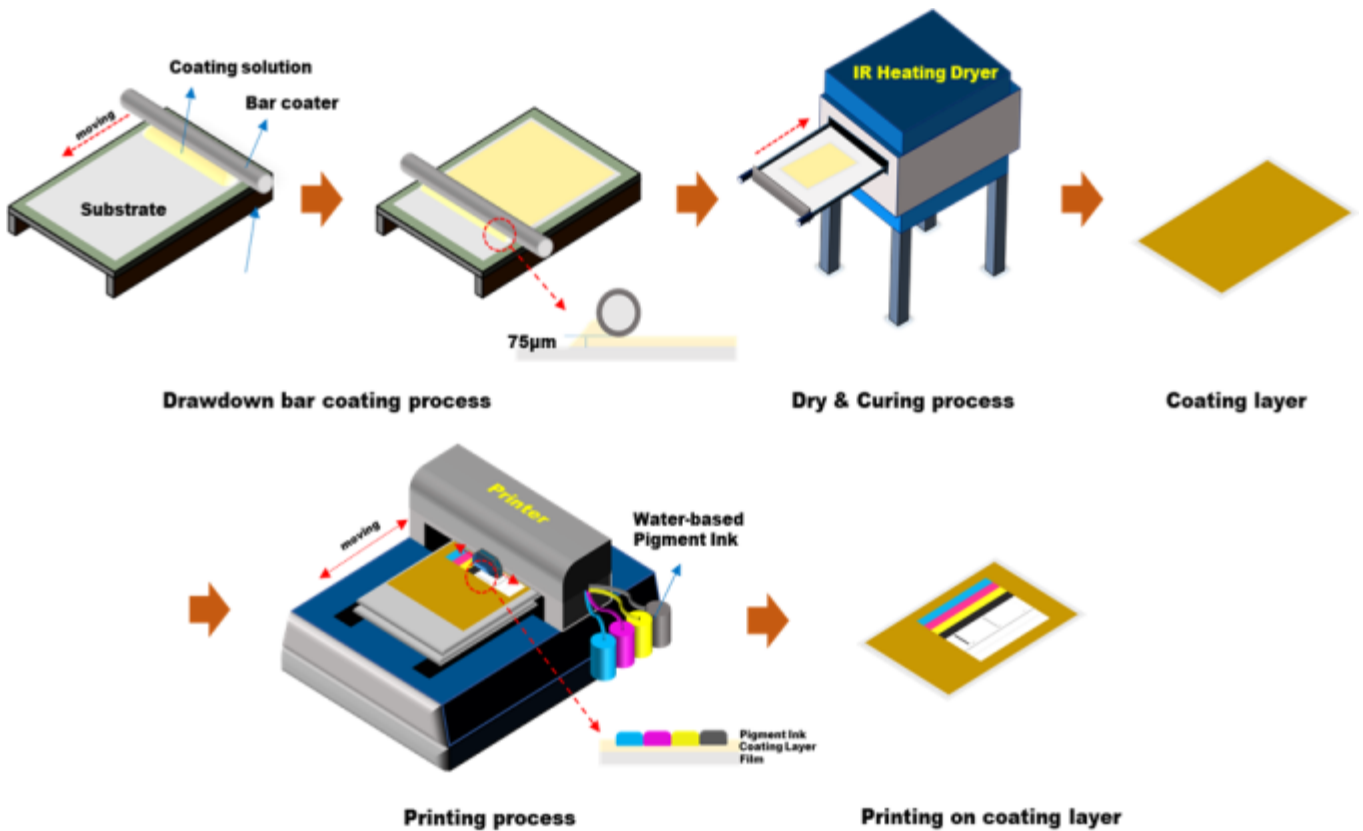 Coating solution
Bar coater
moving
Substrate
75µm
IR Heating Dryer
Drawdown bar coating process
Dry & Curing process
Coating layer
Printer
moving
Water-based
Pigment Ink
Pigment Ink
Coating Layer
Film
Printing process
Printing on coating layer